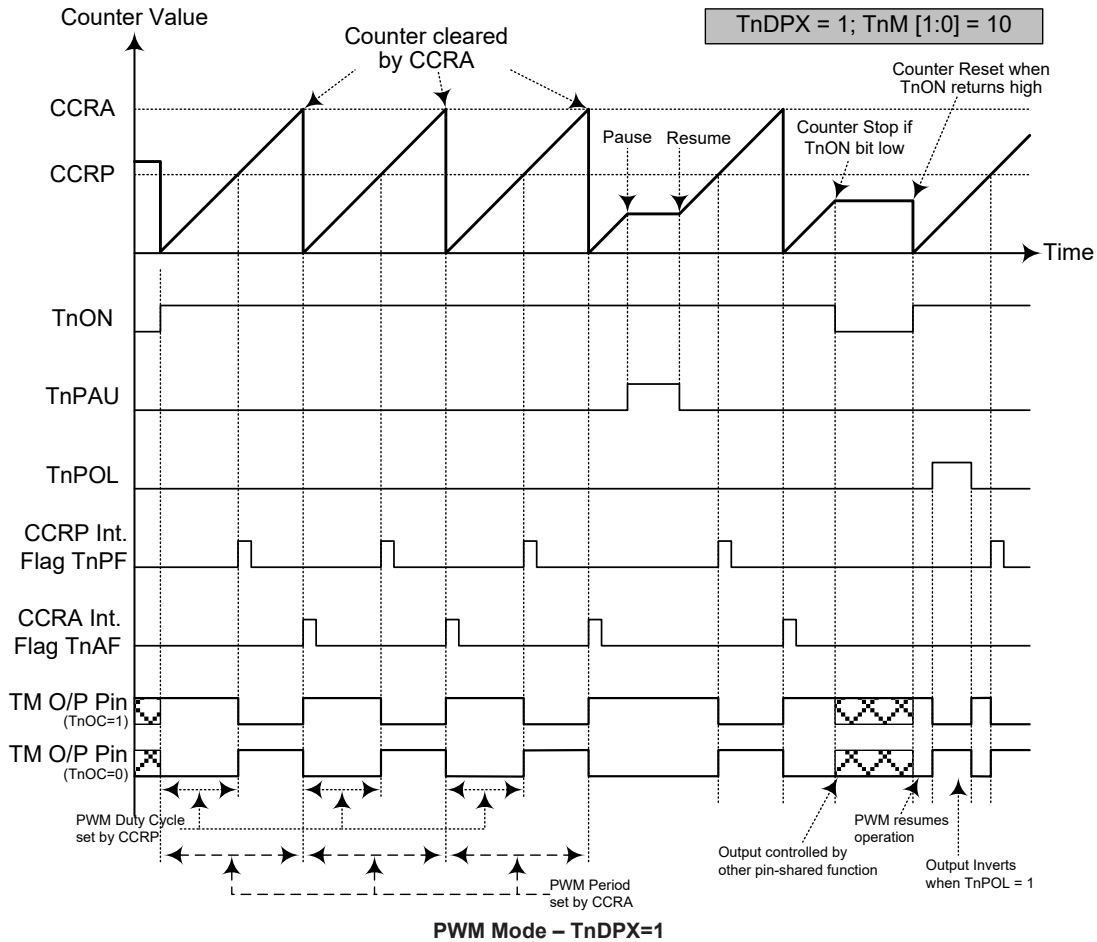 Counter Value
TnDPX = 1; TnM [1:0] = 10
Counter cleared
by CCRA
Counter Reset when
TnON returns high
CCRA
Pause
Resume
Counter Stop if
TnON bit low
CCRP
Time
TnON
TnPAU
TnPOL
CCRP Int.
Flag TnPF
CCRA Int.
Flag TnAF
TM O/P Pin
(TnOC=1)
TM O/P Pin
(TnOC=0)
PWM Duty Cycle
set by CCRP
PWM resumes
operation
Output controlled by
other pin-shared function
Output Inverts
when TnPOL = 1
PWM Period
set by CCRA
PWM Mode – TnDPX=1